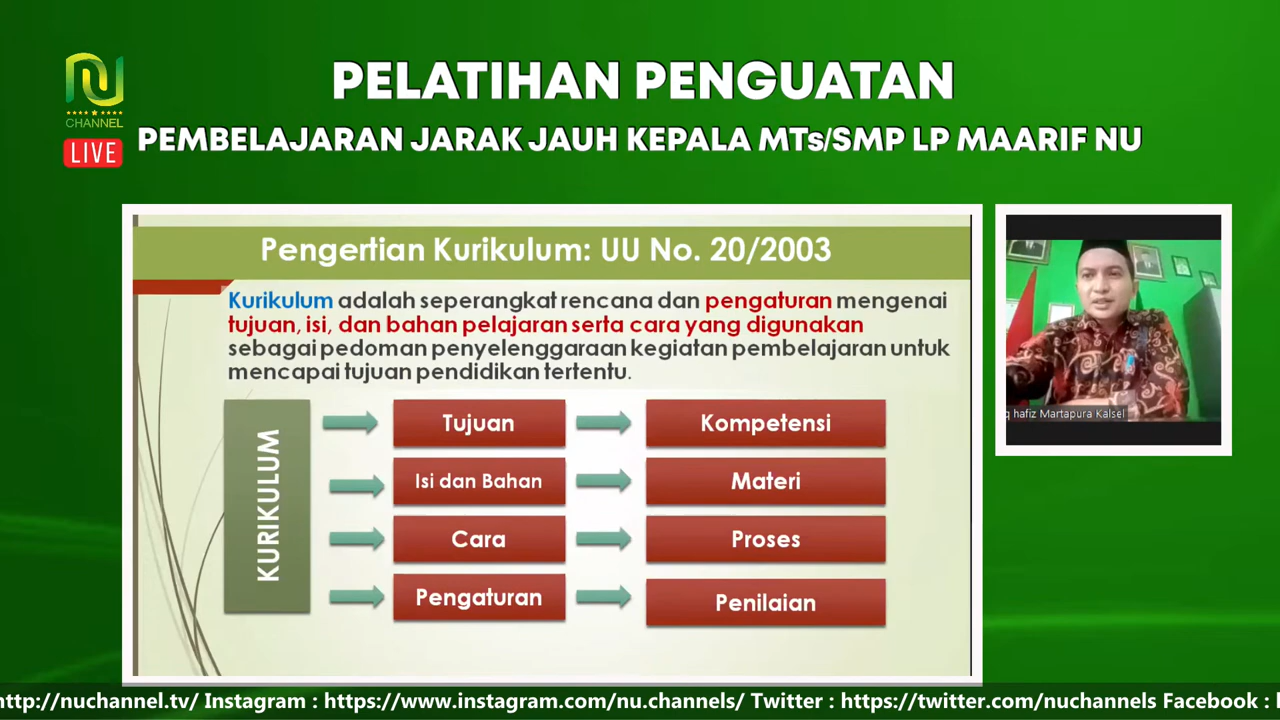 NU
CHANNEL
LIVE
PELATIHAN PENGUATAN
PEMBELAJARAN JARAK JAUH KEPALA MTs/SMP LP MAARIF NU
Pengertian Kurikulum: UU No. 20/2003
Kurikulum adalah seperangkat rencana dan pengaturan mengenai
tujuan, isi, dan bahan pelajaran serta cara yang digunakan
sebagai pedoman penyelenggaraan kegiatan pembelajaran untuk
mencapai tujuan pendidikan tertentu.
KURIKULUM
Tujuan
Kompetensi
Isi dan Bahan
Materi
Cara
Proses
Pengaturan
Penilaian
hafiz Martapura Kalsel
http://nuchannel.tv/ Instagram : https://www.instagram.com/nu.channels/ Twitter : https://twitter.com/nuchannels Facebook :